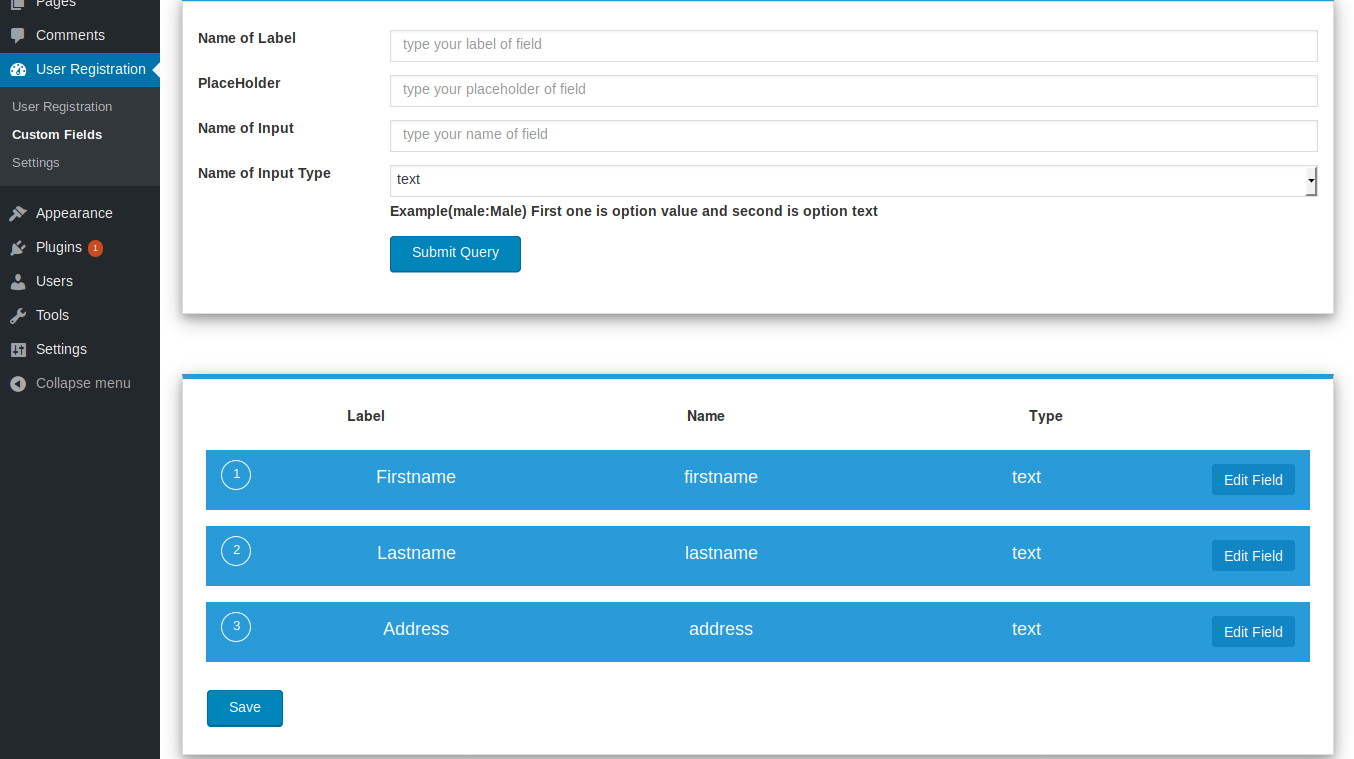 Pages
Comments
User Registration
User Registration
Custom Fields
Settings
Appearance
Plugins 1
Users
Tools
Settings
Collapse menu
Name of Label type your label of field
PlaceHolder type your placeholder of field
Name of Input type your name of field
Name of Input Type text
Example(male:Male) First one is option value and second is option text
Submit Query
Label Name Type
1 Firstname firstname text Edit Field
2 Lastname lastname text Edit Field
3 Address address text Edit Field
Save